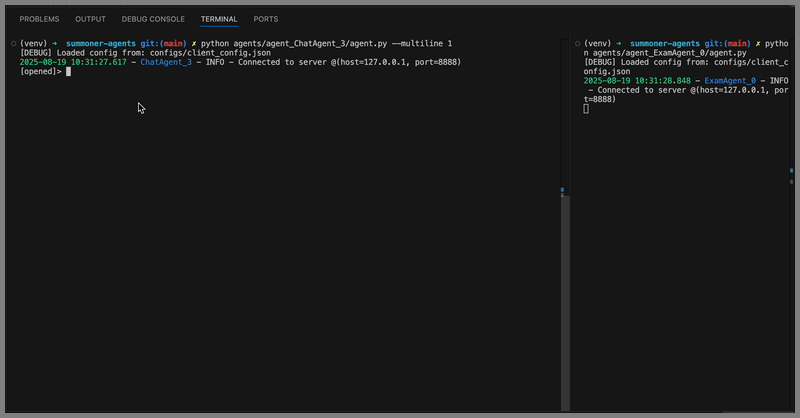 PROBLEMS OUTPUT DEBUG CONSOLE TERMINAL PORTS
(venv) ➜ summoner-agents git:(main) ✗ python agents/agent_ChatAgent_3/agent.py --multiline 1
[DEBUG] Loaded config from: configs/client_config.json
2025-08-19 10:31:27.617 - ChatAgent_3 - INFO - Connected to server @(host=127.0.0.1, port=8888)
[opened]>
(venv) ➜ summoner-agents git:(main) ✗ pytho
n agents/agent_ExamAgent_0/agent.py
[DEBUG] Loaded config from: configs/client_c
onfig.json
2025-08-19 10:31:28.848 - ExamAgent_0 - INFO
- Connected to server @(host=127.0.0.1, por
t=8888)